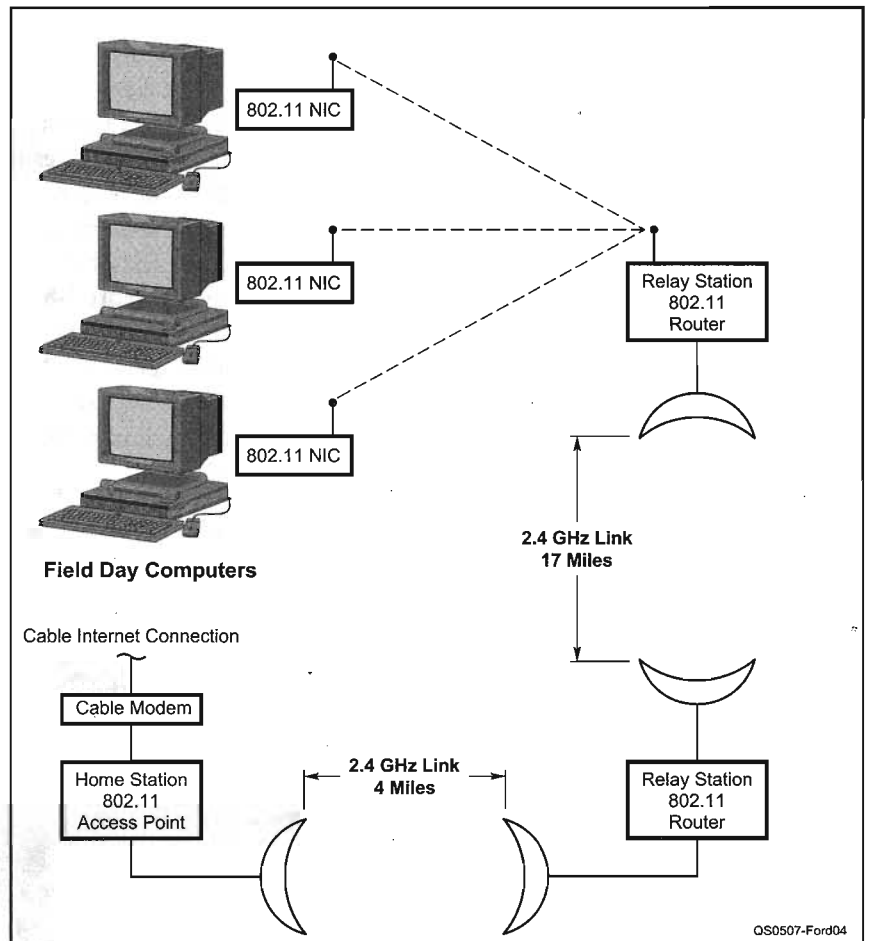 802.11 NIC
802.11 NIC
Relay Station
802.11
Router
802.11 NIC
2.4 GHz Link
17 Miles
Field Day Computers
Cable Internet Connection
Cable Modem
Home Station
802.11
Access Point
2.4 GHz Link
4 Miles
Relay Station
802.11
Router
QS0507-Ford04